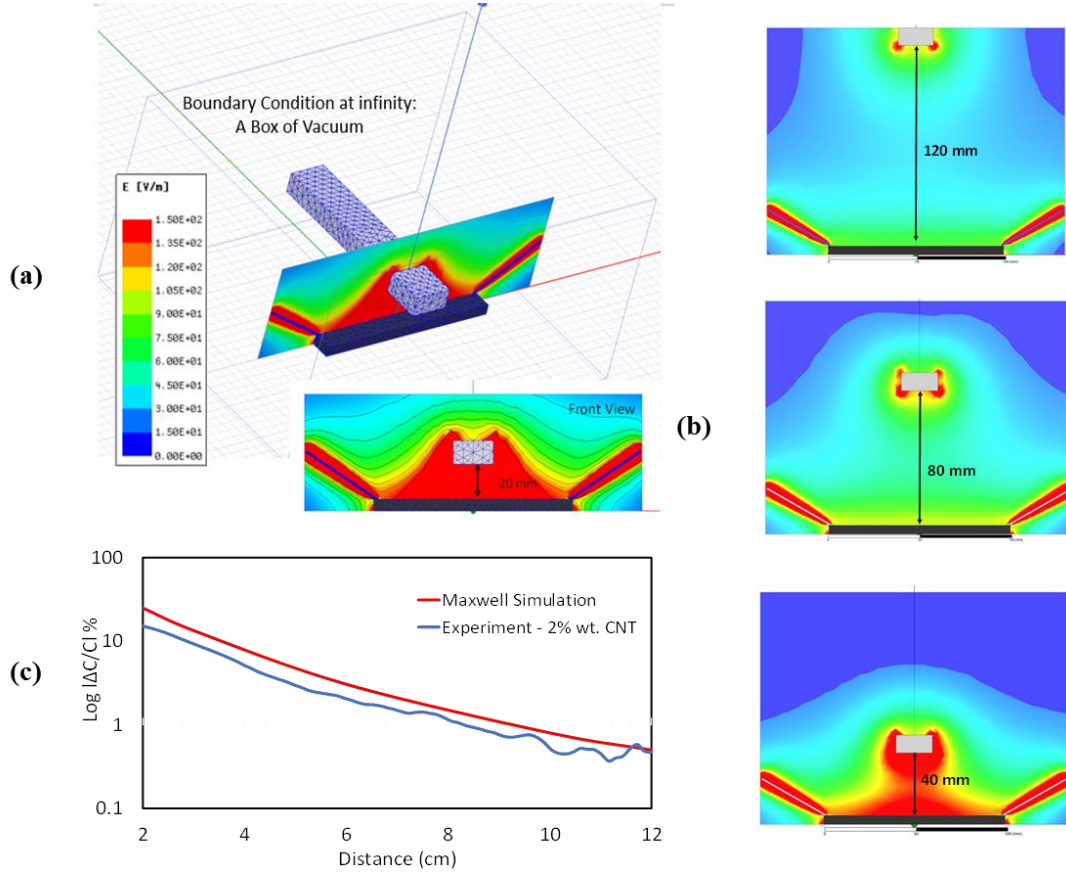 (a)
Boundary Condition at infinity:
A Box of Vacuum
E [V/m]
1.50E+02
1.35E+02
1.20E+02
1.05E+02
9.00E+01
7.50E+01
6.00E+01
4.50E+01
3.00E+01
1.50E+01
0.00E+00
Front View
20 mm
(b)
120 mm
80 mm
40 mm
(c)
Log |ΔC/C| %
100
10
1
0.1
Maxwell Simulation
Experiment - 2% wt. CNT
2 4 6 8 10 12
Distance (cm)